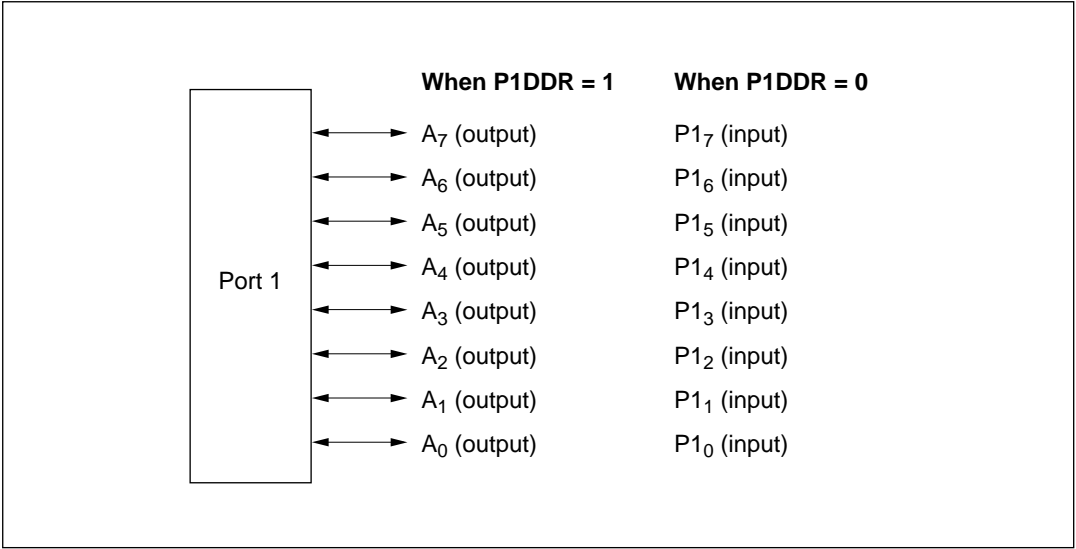 When P1DDR = 1 When P1DDR = 0
A₇ (output) P1₇ (input)
A₆ (output) P1₆ (input)
A₅ (output) P1₅ (input)
A₄ (output) P1₄ (input)
Port 1
A₃ (output) P1₃ (input)
A₂ (output) P1₂ (input)
A₁ (output) P1₁ (input)
A₀ (output) P1₀ (input)